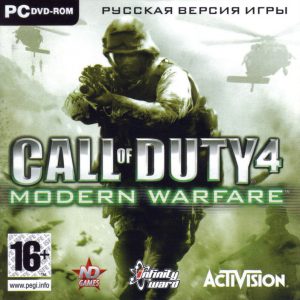 PC DVD-ROM
РУССКАЯ ВЕРСИЯ ИГРЫ
CALL OF DUTY 4
MODERN WARFARE
16+
www.pegi.info
ND
GAMES
Infinity
Ward
ACTIVISION